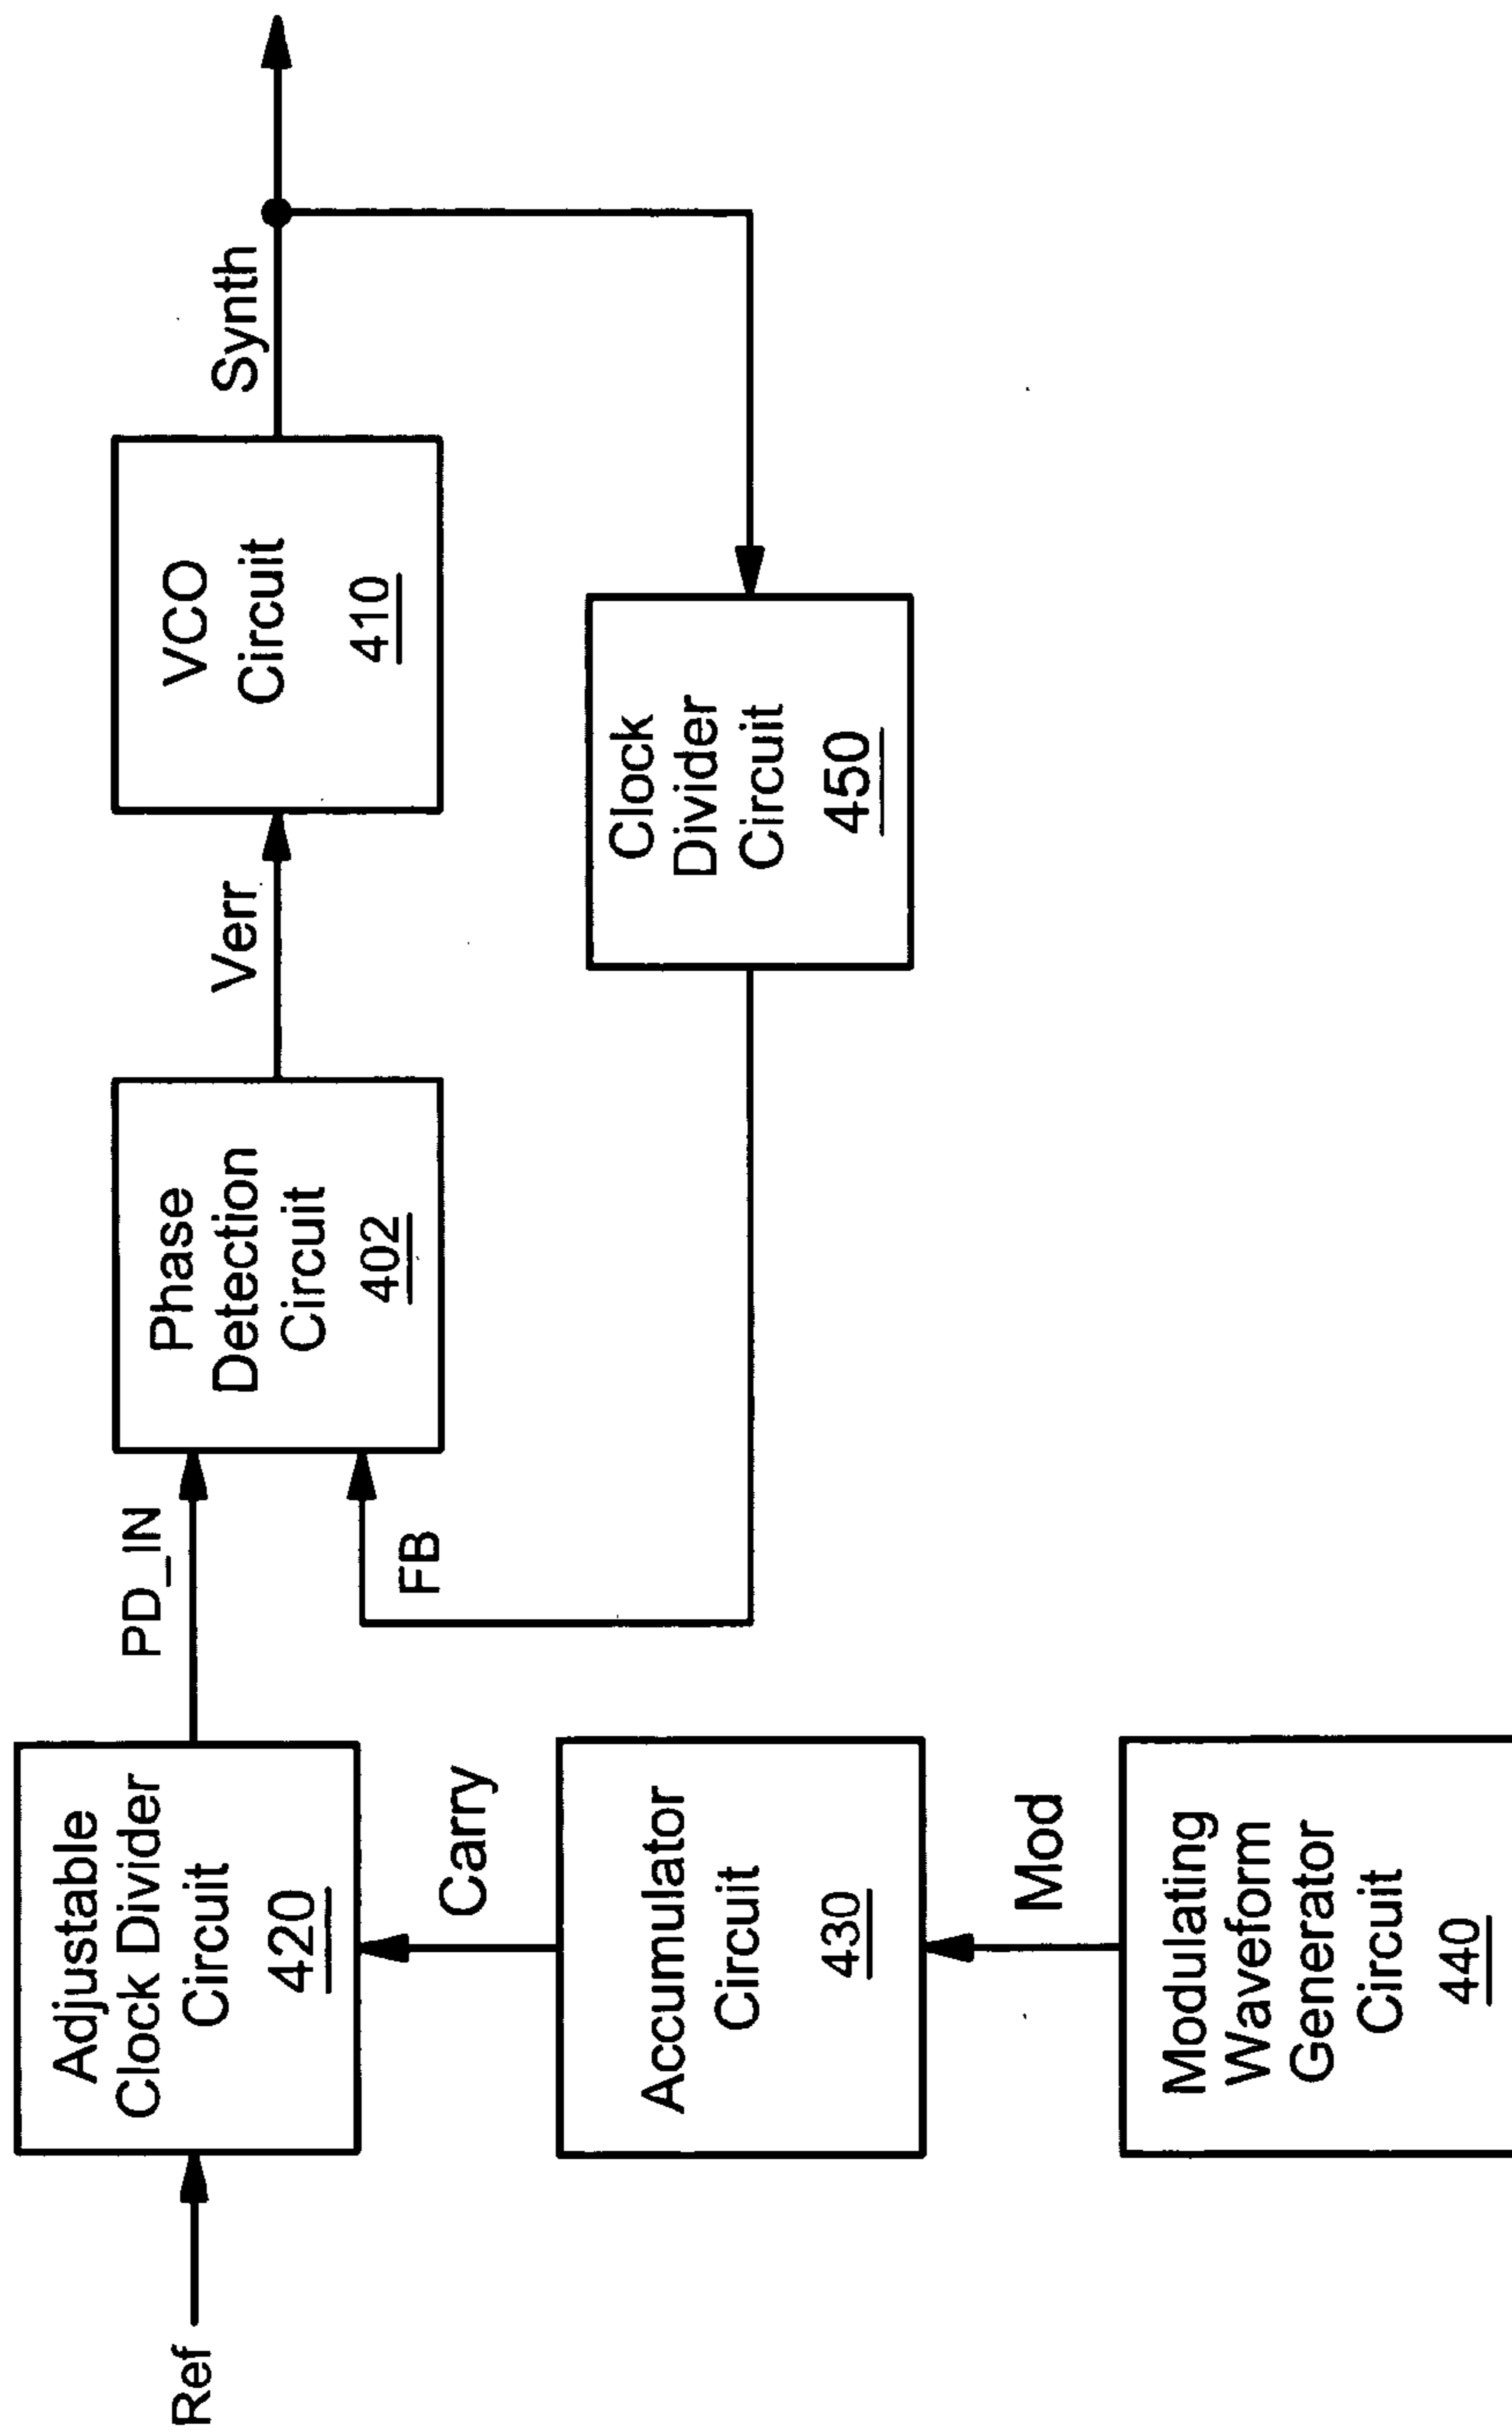 Ref
Adjustable
Clock Divider
Circuit
420
PD_IN
Phase
Detection
Circuit
402
Verr
VCO
Circuit
410
Synth
FB
Clock
Divider
Circuit
450
Carry
Accumulator
Circuit
430
Mod
Modulating
Waveform
Generator
Circuit
440